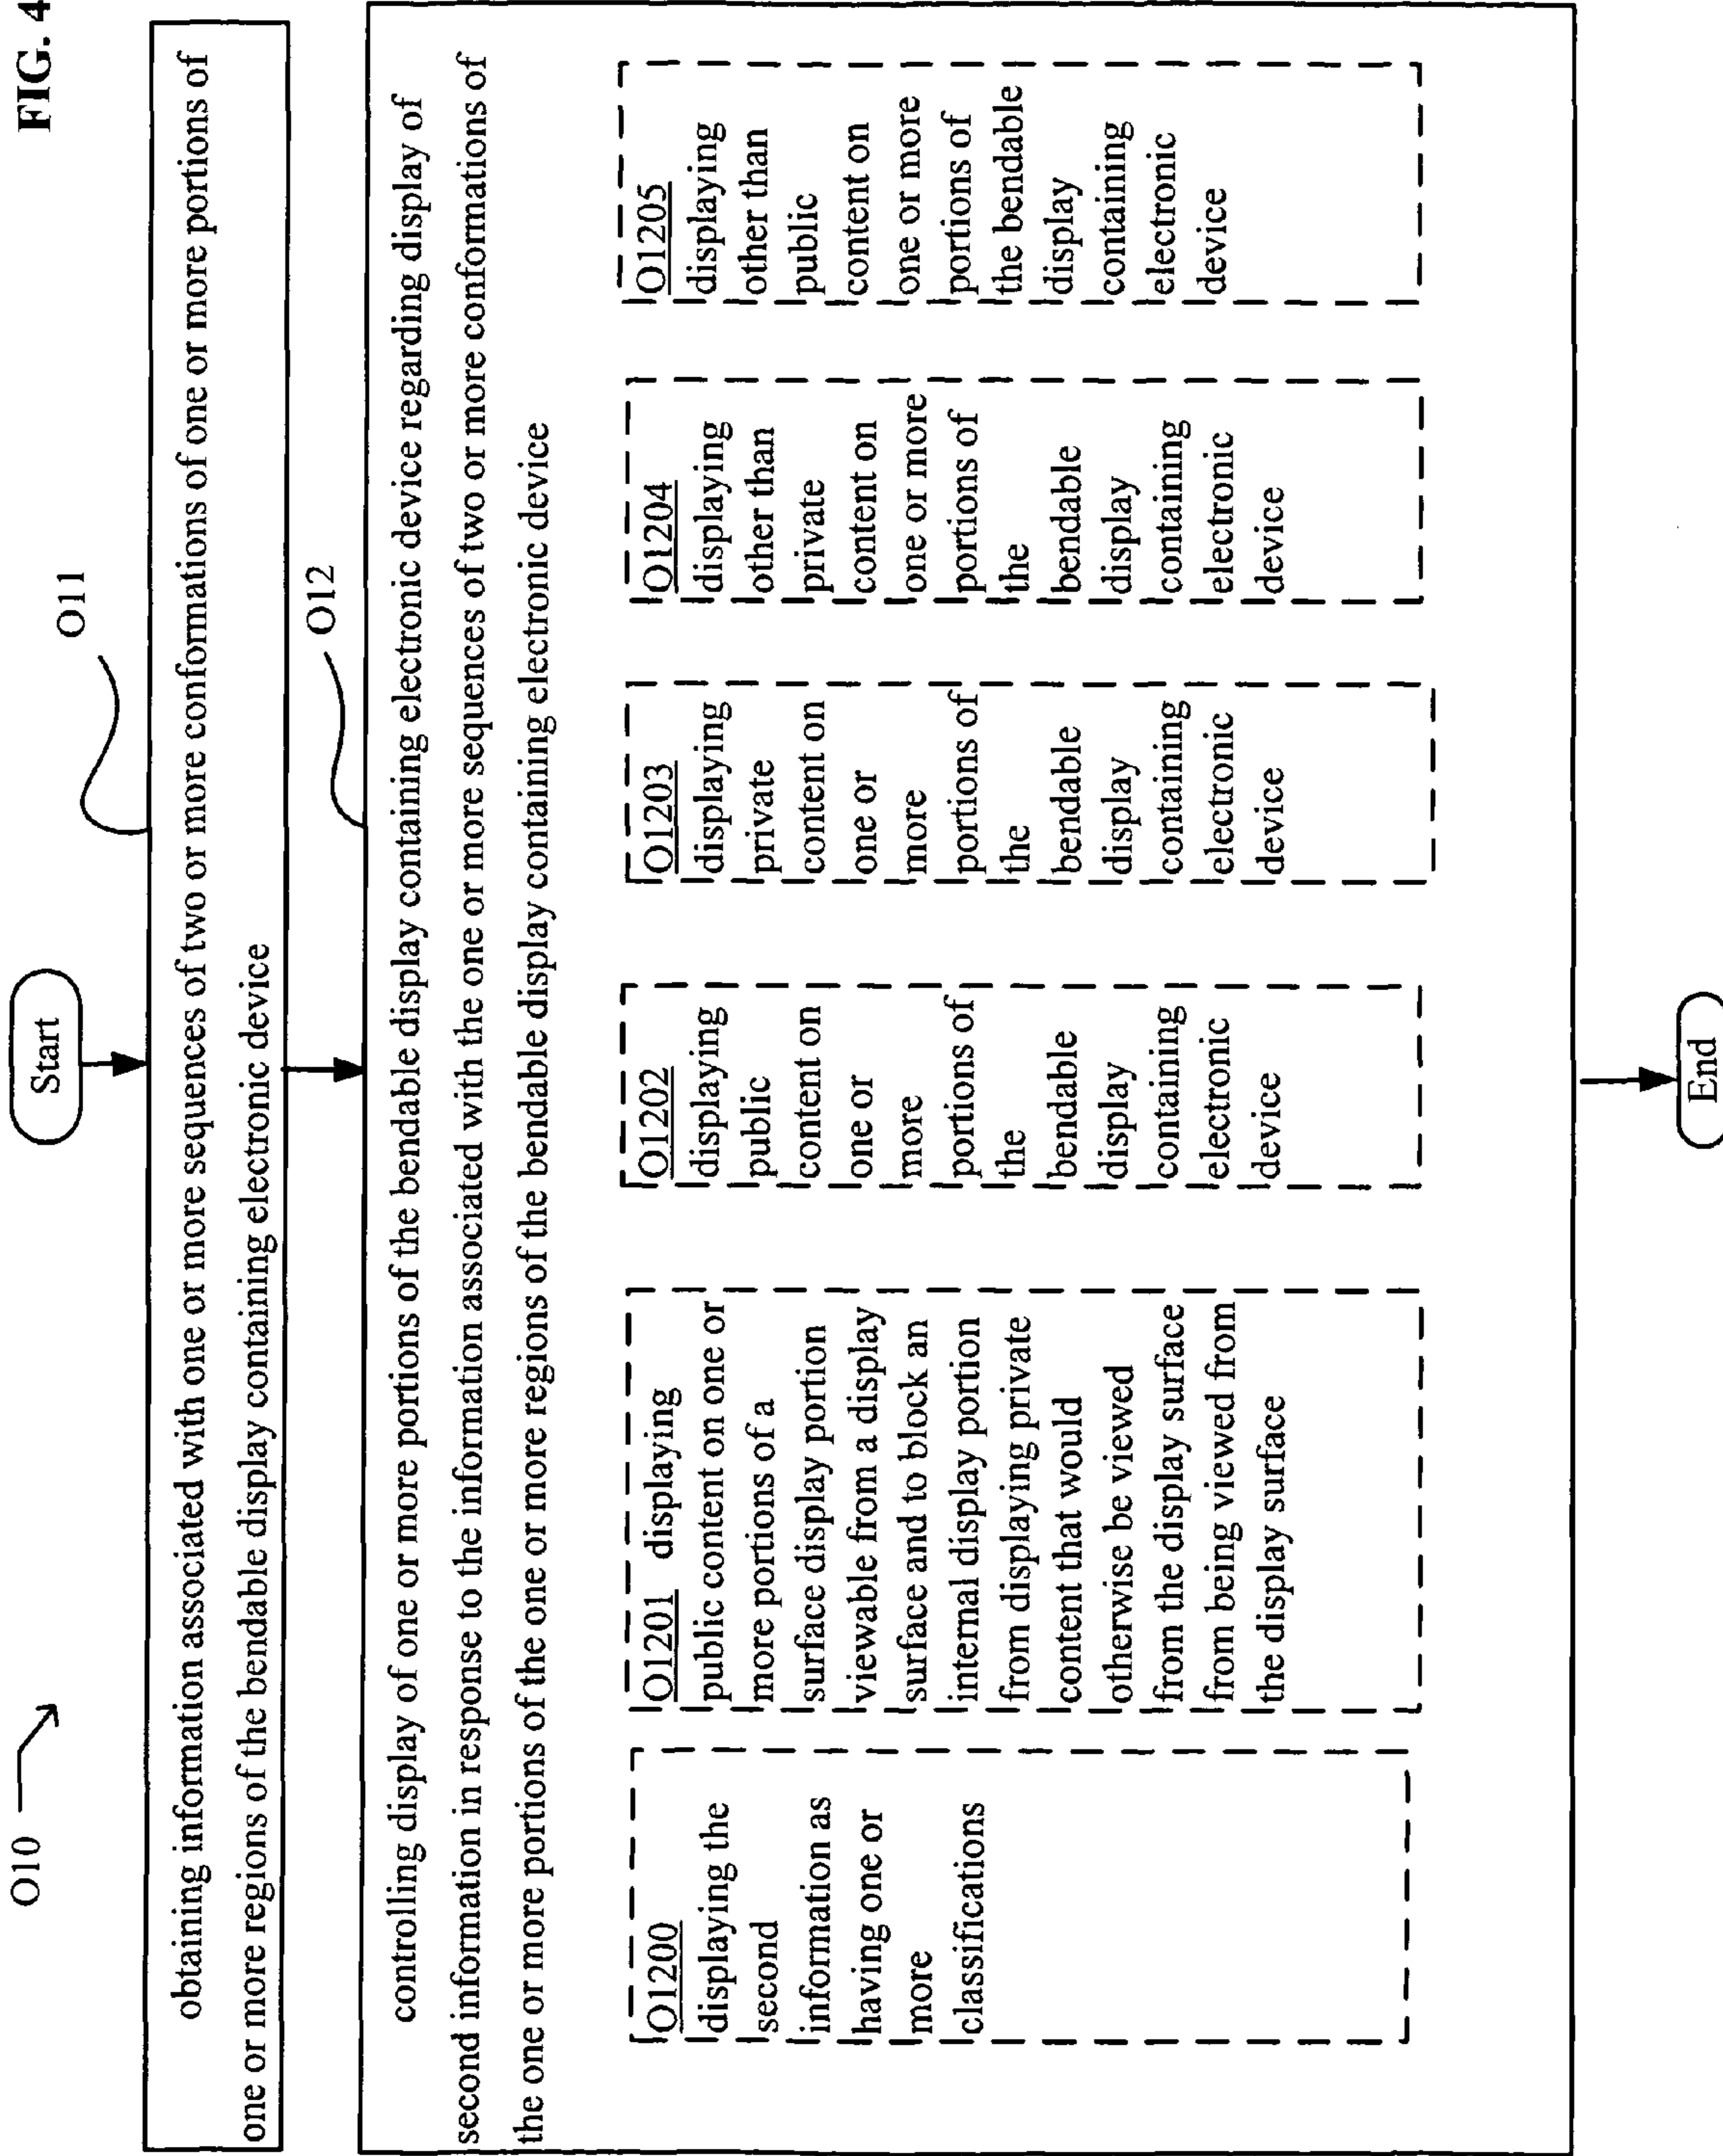 FIG. 4
O10
Start
O11
obtaining information associated with one or more sequences of two or more conformations of one or more portions of
one or more regions of the bendable display containing electronic device
O12
controlling display of one or more portions of the bendable display containing electronic device regarding display of
second information in response to the information associated with the one or more sequences of two or more conformations of
the one or more portions of the one or more regions of the bendable display containing electronic device
O1200
displaying the
second
information as
having one or
more
classifications
O1201 displaying
public content on one or
more portions of a
surface display portion
viewable from a display
surface and to block an
internal display portion
from displaying private
content that would
otherwise be viewed
from the display surface
from being viewed from
the display surface
O1202
displaying
public
content on
one or
more
portions of
the
bendable
display
containing
electronic
device
O1203
displaying
private
content on
one or
more
portions of
the
bendable
display
containing
electronic
device
O1204
displaying
other than
private
content on
one or more
portions of
the
bendable
display
containing
electronic
device
O1205
displaying
other than
public
content on
one or more
portions of
the bendable
display
containing
electronic
device
End